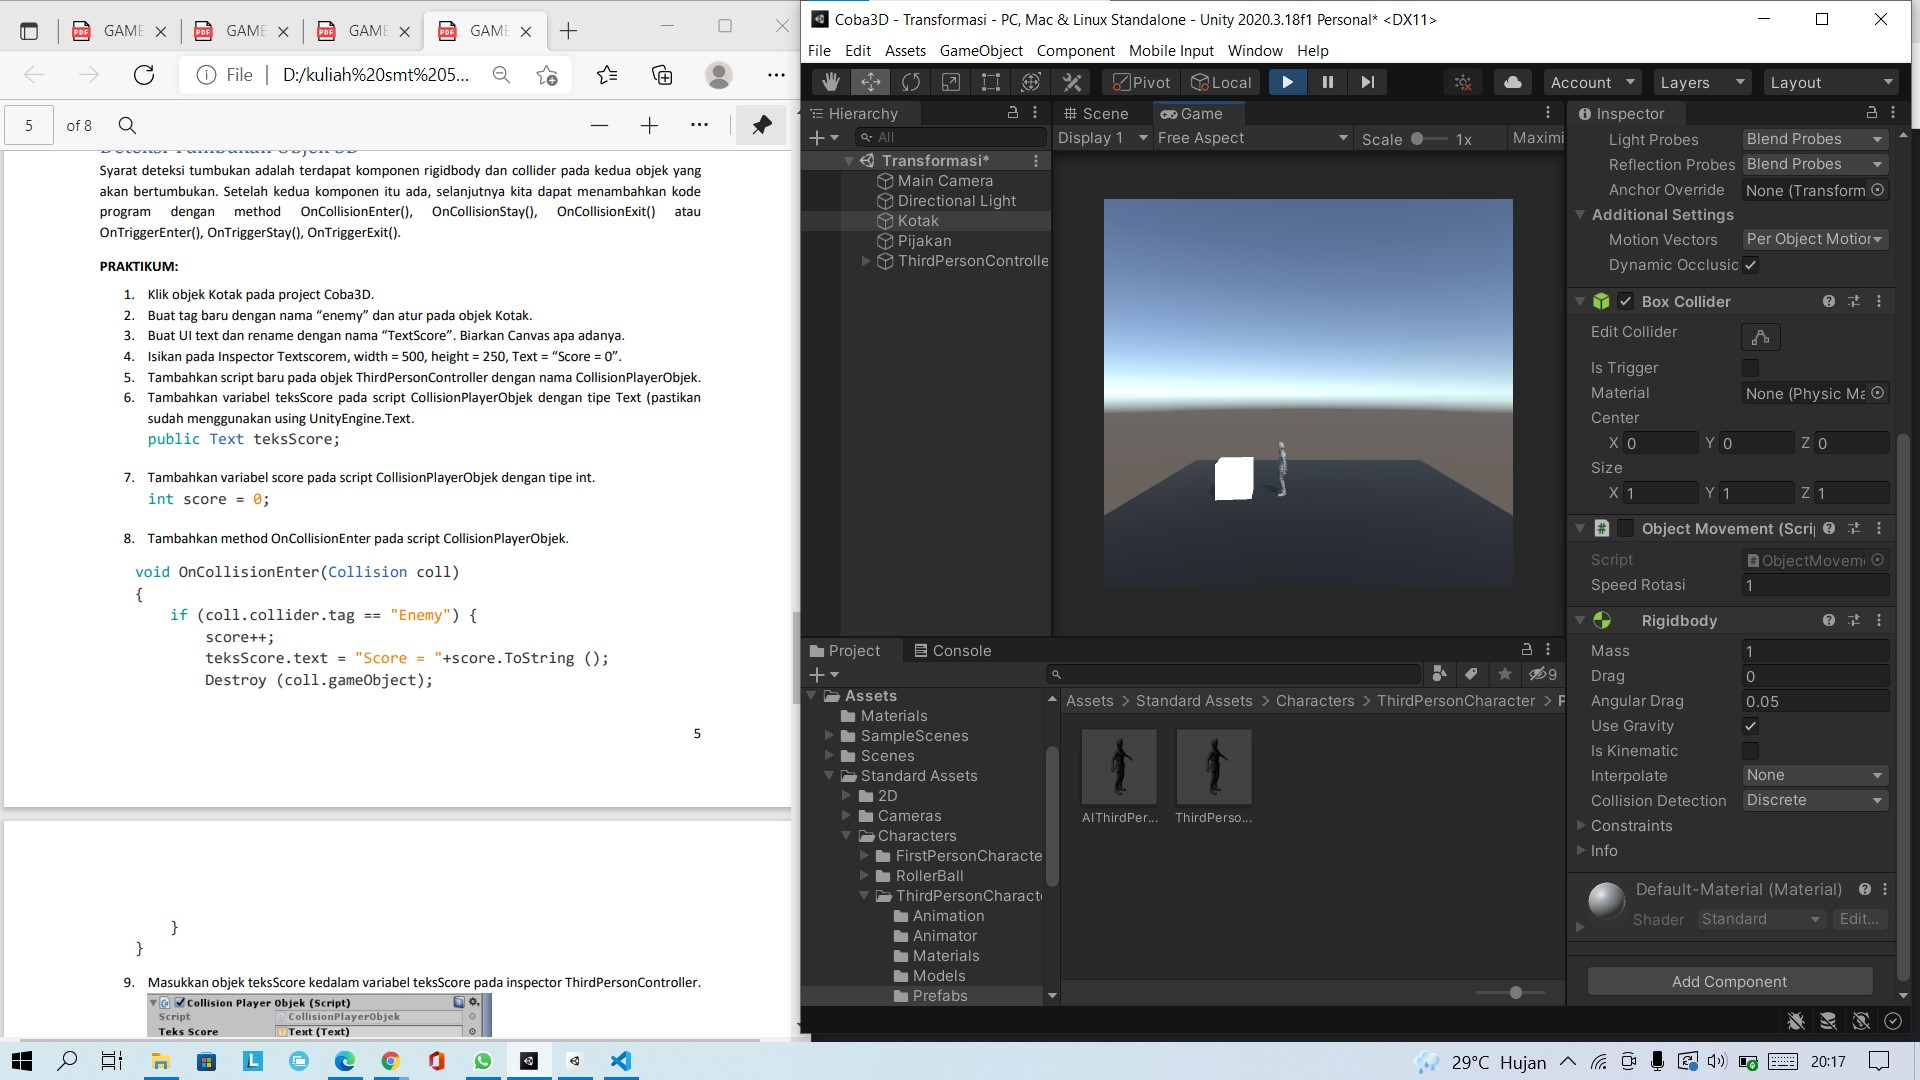 GAME
GAME
GAME
GAME
File
D:/kuliah%20smt%205...
5
of 8
Deteksi Tumbukan Objek 3D
Syarat deteksi tumbukan adalah terdapat komponen rigidbody dan collider pada kedua objek yang
akan bertumbukan. Setelah kedua komponen itu ada, selanjutnya kita dapat menambahkan kode
program dengan method OnCollisionEnter(), OnCollisionStay(), OnCollisionExit() atau
OnTriggerEnter(), OnTriggerStay(), OnTriggerExit().
PRAKTIKUM:
1. Klik objek Kotak pada project Coba3D.
2. Buat tag baru dengan nama “enemy” dan atur pada objek Kotak.
3. Buat UI text dan rename dengan nama “TextScore”. Biarkan Canvas apa adanya.
4. Isikan pada Inspector Textscorem, width = 500, height = 250, Text = “Score = 0”.
5. Tambahkan script baru pada objek ThirdPersonController dengan nama CollisionPlayerObjek.
6. Tambahkan variabel teksScore pada script CollisionPlayerObjek dengan tipe Text (pastikan
sudah menggunakan using UnityEngine.Text.
public Text teksScore;
7. Tambahkan variabel score pada script CollisionPlayerObjek dengan tipe int.
int score = 0;
8. Tambahkan method OnCollisionEnter pada script CollisionPlayerObjek.
void OnCollisionEnter(Collision coll)
{
if (coll.collider.tag == "Enemy") {
score++;
teksScore.text = "Score = "+score.ToString ();
Destroy (coll.gameObject);
5
}
}
9. Masukkan objek teksScore kedalam variabel teksScore pada inspector ThirdPersonController.
Collision Player Objek (Script)
Script CollisionPlayerObjek
Teks Score Text (Text)
Coba3D - Transformasi - PC, Mac & Linux Standalone - Unity 2020.3.18f1 Personal* <DX11>
File Edit Assets GameObject Component Mobile Input Window Help
Pivot Local Account Layers Layout
Hierarchy
All
Transformasi*
Main Camera
Directional Light
Kotak
Pijakan
ThirdPersonControlle
Scene Game
Display 1 Free Aspect Scale 1x Maximi
Inspector
Light Probes Blend Probes
Reflection Probes Blend Probes
Anchor Override None (Transform
Additional Settings
Motion Vectors Per Object Motion
Dynamic Occlusic
Box Collider
Edit Collider
Is Trigger
Material None (Physic Ma
Center
X 0 Y 0 Z 0
Size
X 1 Y 1 Z 1
Object Movement (Scrip
Script ObjectMovem
Speed Rotasi 1
Rigidbody
Mass 1
Drag 0
Angular Drag 0.05
Use Gravity
Is Kinematic
Interpolate None
Collision Detection Discrete
Constraints
Info
Default-Material (Material)
Shader Standard Edit...
Add Component
Project Console
9
Assets
Materials
SampleScenes
Scenes
Standard Assets
2D
Cameras
Characters
FirstPersonCharacte
RollerBall
ThirdPersonCharact
Animation
Animator
Materials
Models
Prefabs
Assets > Standard Assets > Characters > ThirdPersonCharacter > P
AIThirdPer... ThirdPerso...
29°C Hujan
20:17